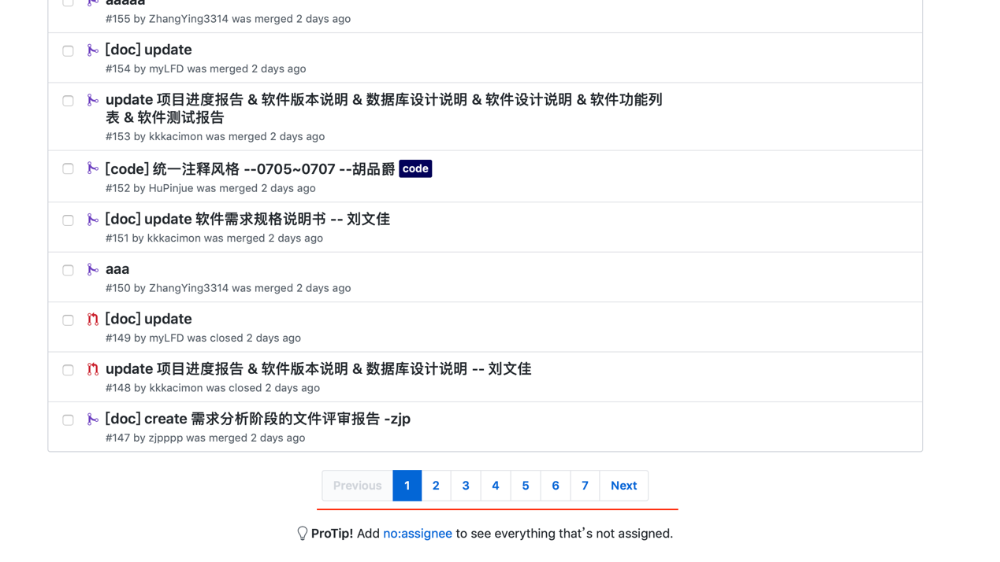 aaaaa
#155 by ZhangYing3314 was merged 2 days ago
[doc] update
#154 by myLFD was merged 2 days ago
update 项目进度报告 & 软件版本说明 & 数据库设计说明 & 软件设计说明 & 软件功能列
表 & 软件测试报告
#153 by kkkacimon was merged 2 days ago
[code] 统一注释风格 --0705~0707 --胡品爵 code
#152 by HuPinjue was merged 2 days ago
[doc] update 软件需求规格说明书 -- 刘文佳
#151 by kkkacimon was merged 2 days ago
aaa
#150 by ZhangYing3314 was merged 2 days ago
[doc] update
#149 by myLFD was closed 2 days ago
update 项目进度报告 & 软件版本说明 & 数据库设计说明 -- 刘文佳
#148 by kkkacimon was closed 2 days ago
[doc] create 需求分析阶段的文件评审报告 -zjp
#147 by zjpppp was merged 2 days ago
Previous 1 2 3 4 5 6 7 Next
ProTip! Add no:assignee to see everything that’s not assigned.